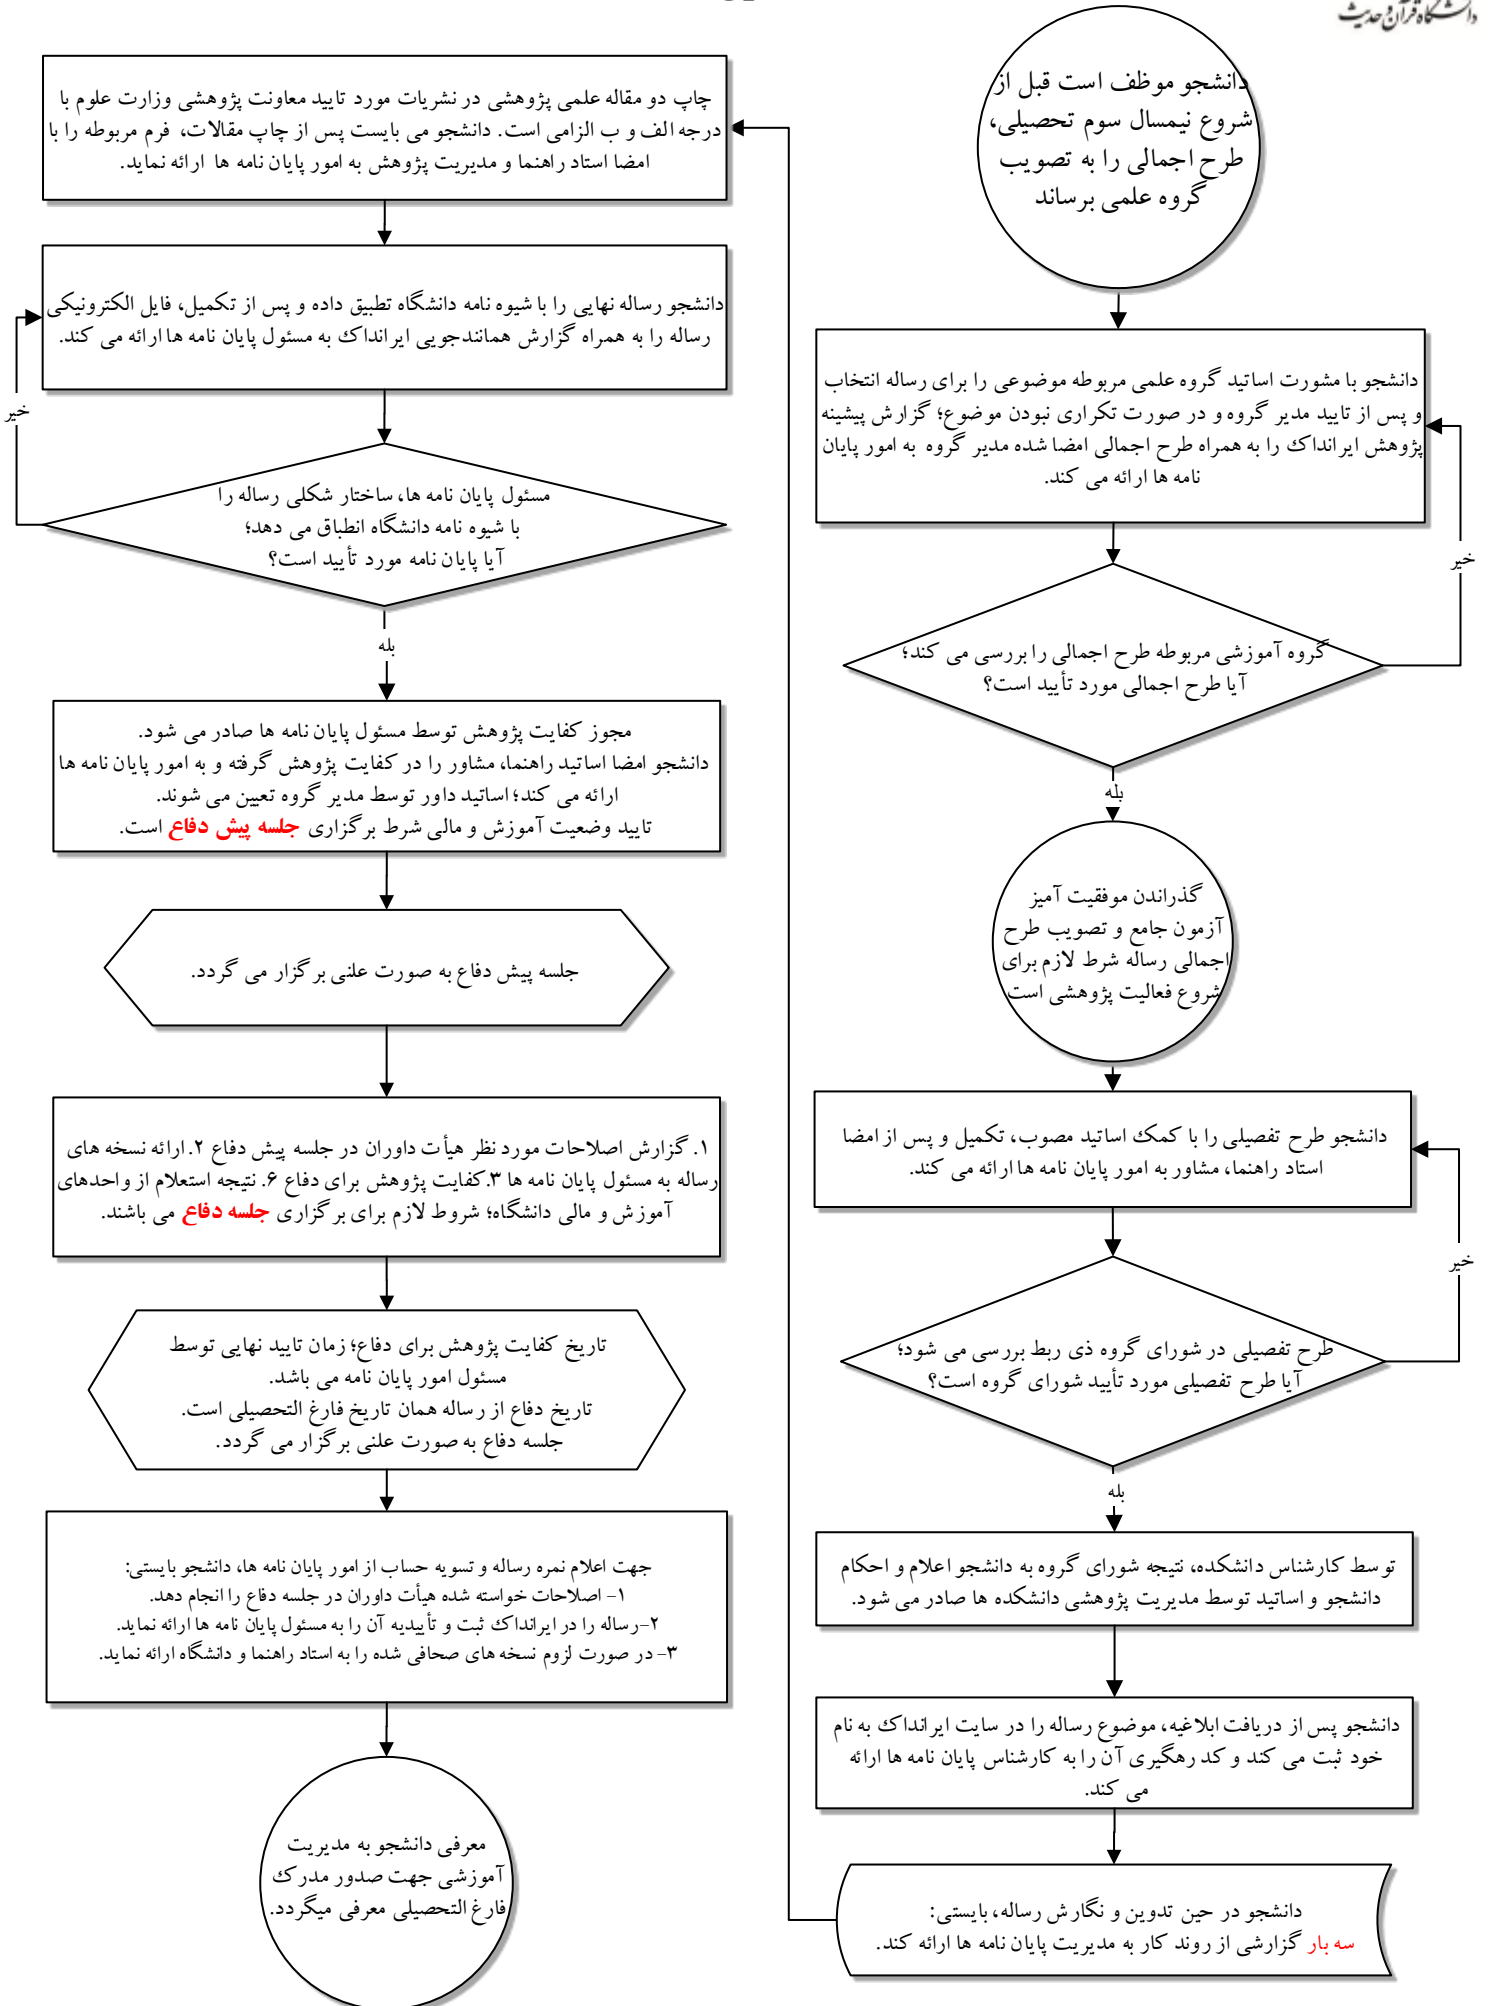 دانشگاه قرآن و حدیث
دانشجو موظف است قبل از
شروع نیمسال سوم تحصیلی،
طرح اجمالی را به تصویب
گروه علمی برساند
دانشجو با مشورت اساتید گروه علمی مربوطه موضوعی را برای رساله انتخاب
و پس از تایید مدیر گروه و در صورت تکراری نبودن موضوع؛ گزارش پیشینه
پژوهش ایرانداک را به همراه طرح اجمالی امضا شده مدیر گروه به امور پایان
نامه ها ارائه می کند.
خیر
گروه آموزشی مربوطه طرح اجمالی را بررسی می کند؛
آیا طرح اجمالی مورد تأیید است؟
بله
گذراندن موفقیت آمیز
آزمون جامع و تصویب طرح
اجمالی رساله شرط لازم برای
شروع فعالیت پژوهشی است
دانشجو طرح تفصیلی را با کمک اساتید مصوب، تکمیل و پس از امضا
استاد راهنما، مشاور به امور پایان نامه ها ارائه می کند.
خیر
طرح تفصیلی در شورای گروه ذی ربط بررسی می شود؛
آیا طرح تفصیلی مورد تأیید شورای گروه است؟
بله
توسط کارشناس دانشکده، نتیجه شورای گروه به دانشجو اعلام و احکام
دانشجو و اساتید توسط مدیریت پژوهشی دانشکده ها صادر می شود.
دانشجو پس از دریافت ابلاغیه، موضوع رساله را در سایت ایرانداک به نام
خود ثبت می کند و کد رهگیری آن را به کارشناس پایان نامه ها ارائه
می کند.
دانشجو در حین تدوین و نگارش رساله، بایستی:
سه بار گزارشی از روند کار به مدیریت پایان نامه ها ارائه کند.
چاپ دو مقاله علمی پژوهشی در نشریات مورد تایید معاونت پژوهشی وزارت علوم با
درجه الف و ب الزامی است. دانشجو می بایست پس از چاپ مقالات، فرم مربوطه را با
امضا استاد راهنما و مدیریت پژوهش به امور پایان نامه ها ارائه نماید.
دانشجو رساله نهایی را با شیوه نامه دانشگاه تطبیق داده و پس از تکمیل، فایل الکترونیکی
رساله را به همراه گزارش همانندجویی ایرانداک به مسئول پایان نامه ها ارائه می کند.
خیر
مسئول پایان نامه ها، ساختار شکلی رساله را
با شیوه نامه دانشگاه انطباق می دهد؛
آیا پایان نامه مورد تأیید است؟
بله
مجوز کفایت پژوهش توسط مسئول پایان نامه ها صادر می شود.
دانشجو امضا اساتید راهنما، مشاور را در کفایت پژوهش گرفته و به امور پایان نامه ها
ارائه می کند؛ اساتید داور توسط مدیر گروه تعیین می شوند.
تایید وضعیت آموزش و مالی شرط برگزاری جلسه پیش دفاع است.
جلسه پیش دفاع به صورت علنی برگزار می گردد.
۱. گزارش اصلاحات مورد نظر هیأت داوران در جلسه پیش دفاع ۲. ارائه نسخه های
رساله به مسئول پایان نامه ها ۳.کفایت پژوهش برای دفاع ۶. نتیجه استعلام از واحدهای
آموزش و مالی دانشگاه؛ شروط لازم برای برگزاری جلسه دفاع می باشند.
تاریخ کفایت پژوهش برای دفاع؛ زمان تایید نهایی توسط
مسئول امور پایان نامه می باشد.
تاریخ دفاع از رساله همان تاریخ فارغ التحصیلی است.
جلسه دفاع به صورت علنی برگزار می گردد.
جهت اعلام نمره رساله و تسویه حساب از امور پایان نامه ها، دانشجو بایستی:
۱- اصلاحات خواسته شده هیأت داوران در جلسه دفاع را انجام دهد.
۲-رساله را در ایرانداک ثبت و تأییدیه آن را به مسئول پایان نامه ها ارائه نماید.
۳- در صورت لزوم نسخه های صحافی شده را به استاد راهنما و دانشگاه ارائه نماید.
معرفی دانشجو به مدیریت
آموزشی جهت صدور مدرک
فارغ التحصیلی معرفی میگردد.